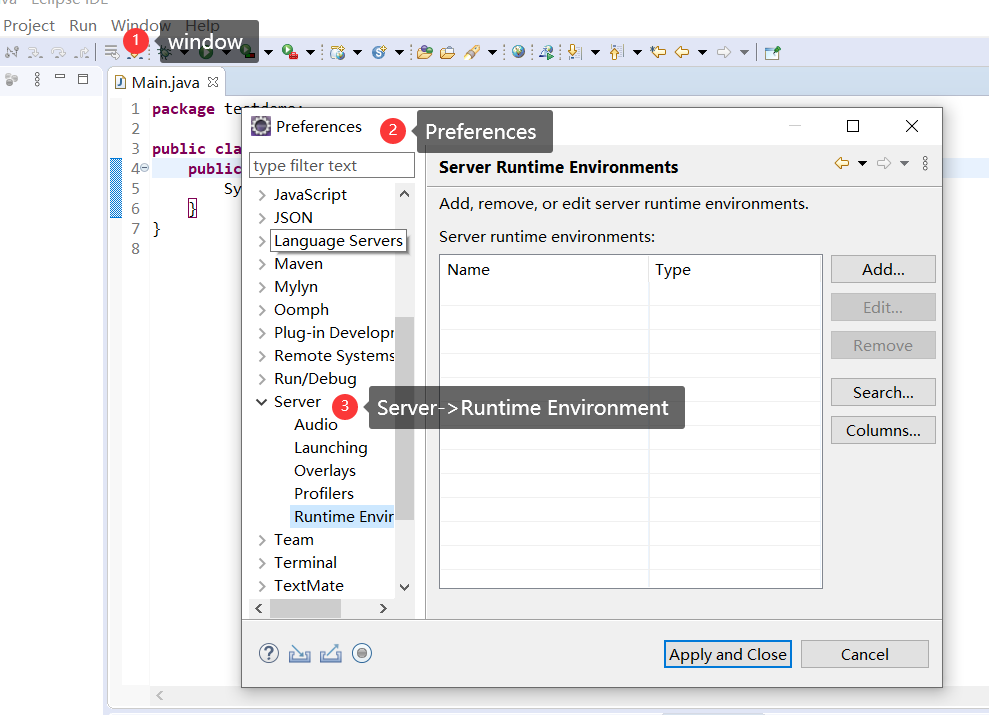 Eclipse IDE
Project Run Window Help
1 window
Main.java
1 package testdemo;
2
3 public cla
4 public
5 Sy
6 }
7 }
8
Preferences
2 Preferences
type filter text
JavaScript
JSON
Language Servers
Maven
Mylyn
Oomph
Plug-in Develop
Remote Systems
Run/Debug
Server
3 Server->Runtime Environment
Audio
Launching
Overlays
Profilers
Runtime Envir
Team
Terminal
TextMate
Server Runtime Environments
Add, remove, or edit server runtime environments.
Server runtime environments:
Name Type
Add...
Edit...
Remove
Search...
Columns...
Apply and Close Cancel